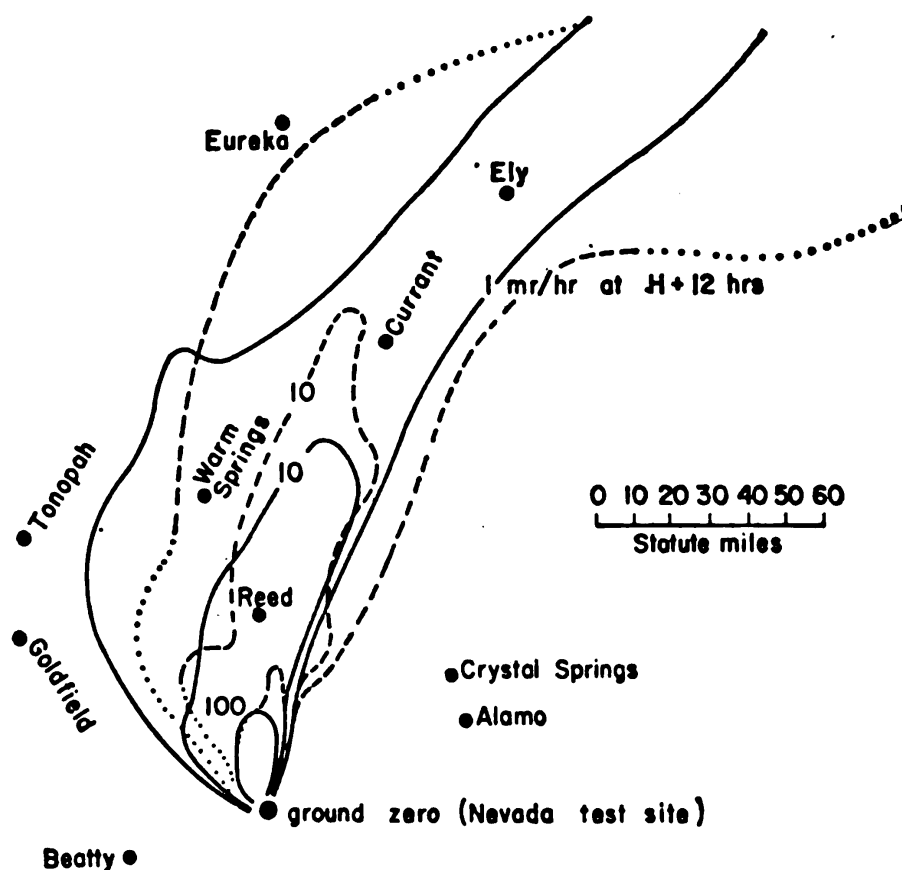 Eureka
Ely
Currant
1 mr/hr at H+12 hrs
10
Warm
Springs
10
Tonopah
0 10 20 30 40 50 60
Statute miles
Reed
Goldfield
Crystal Springs
100
Alamo
ground zero (Nevada test site)
Beatty